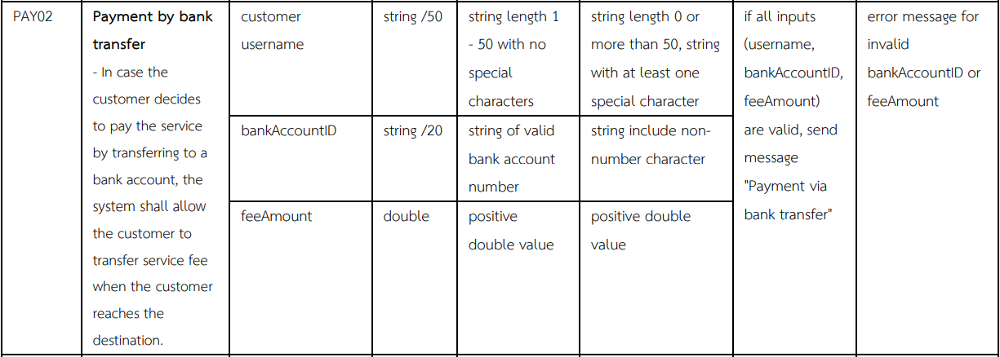 PAY02
Payment by bank
transfer
- In case the
customer decides
to pay the service
by transferring to a
bank account, the
system shall allow
the customer to
transfer service fee
when the customer
reaches the
destination.
customer
username
string /50
string length 1
- 50 with no
special
characters
string length 0 or
more than 50, string
with at least one
special character
bankAccountID
string /20
string of valid
bank account
number
string include non-
number character
feeAmount
double
positive
double value
positive double
value
if all inputs
(username,
bankAccountID,
feeAmount)
are valid, send
message
"Payment via
bank transfer"
error message for
invalid
bankAccountID or
feeAmount